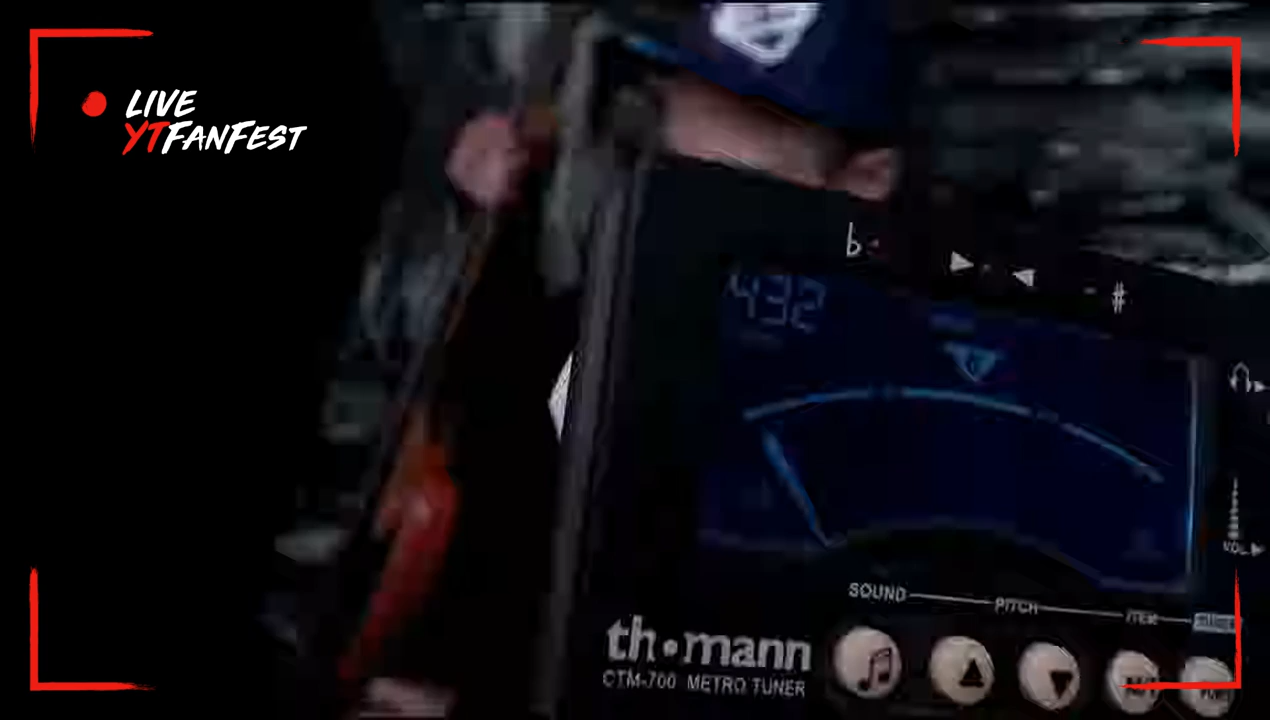 LIVE
YTFANFEST
b
#
432
VOL
SOUND
PITCH
th•mann
CTM-700 METRO TUNER